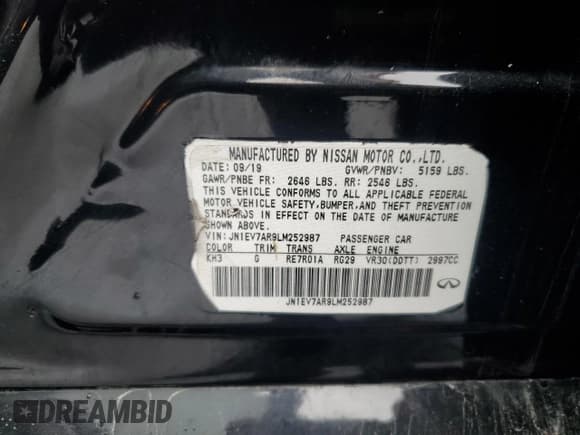 MANUFACTURED BY NISSAN MOTOR CO.,LTD.
DATE: 09/19 GVWR/PNBV: 5159 LBS.
GAWR/PNBE FR: 2646 LBS. RR: 2546 LBS.
THIS VEHICLE CONFORMS TO ALL APPLICABLE FEDERAL
MOTOR VEHICLE SAFETY,BUMPER,AND THEFT PREVENTION
STANDARDS IN EFFECT ON THE DATE OF MANUFACTURE
SHOWN ABOVE.
VIN: JN1EV7AR9LM252987 PASSENGER CAR
COLOR TRIM TRANS AXLE ENGINE
KH3 G RE7R01A RG29 VR30(DDTT) 2997CC
JN1EV7AR9LM252987
DREAMBID